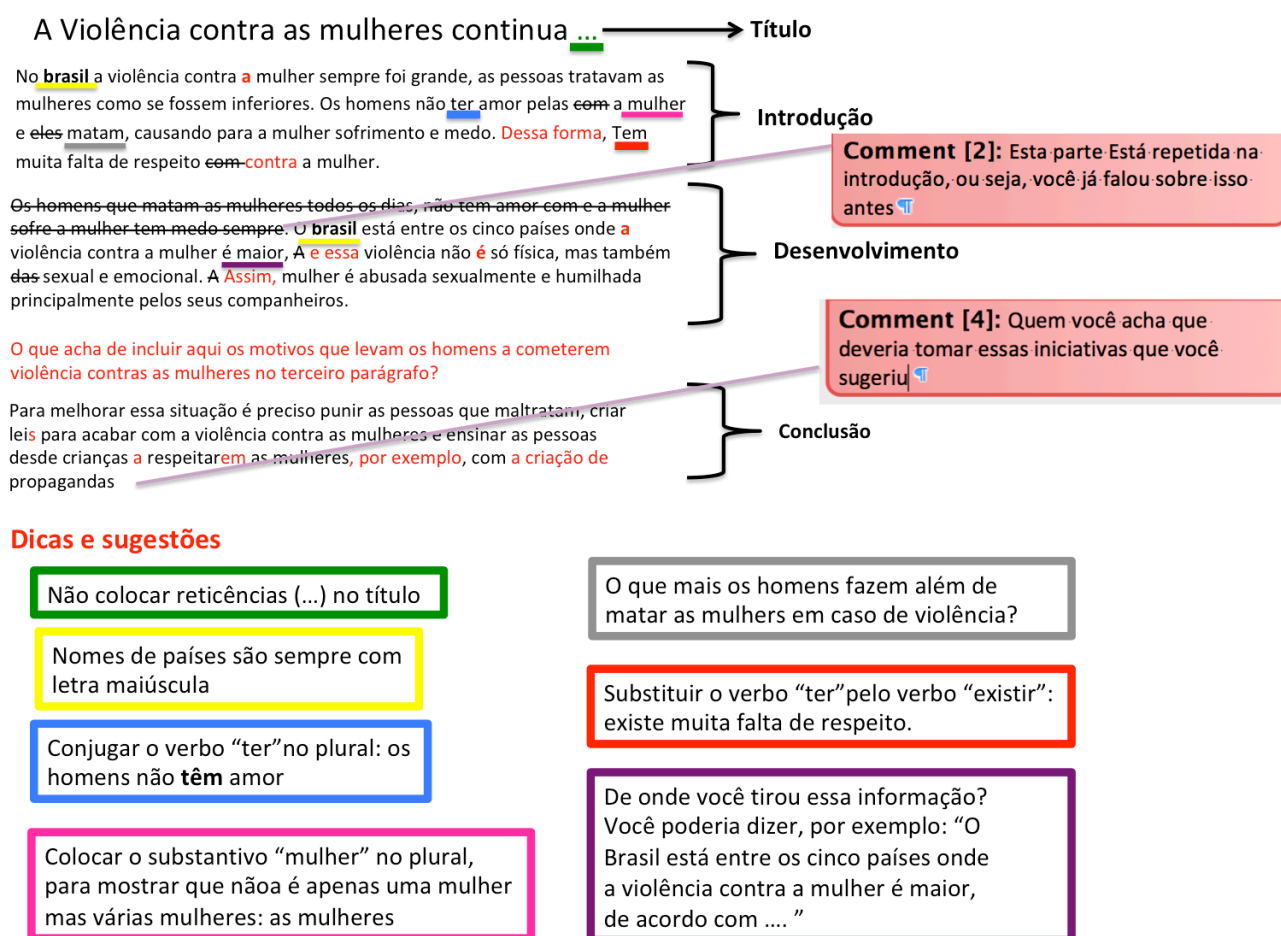 A Violência contra as mulheres continua ...
Título
No brasil a violência contra a mulher sempre foi grande, as pessoas tratavam as
mulheres como se fossem inferiores. Os homens não ter amor pelas com a mulher
e eles matam, causando para a mulher sofrimento e medo. Dessa forma, Tem
muita falta de respeito com contra a mulher.
Introdução
Comment [2]: Esta parte Está repetida na
introdução, ou seja, você já falou sobre isso
antes
Os homens que matam as mulheres todos os dias, não tem amor com e a mulher
sofre a mulher tem medo sempre. O brasil está entre os cinco países onde a
violência contra a mulher é maior, A e essa violência não é só física, mas também
das sexual e emocional. A Assim, mulher é abusada sexualmente e humilhada
principalmente pelos seus companheiros.
Desenvolvimento
O que acha de incluir aqui os motivos que levam os homens a cometerem
violência contras as mulheres no terceiro parágrafo?
Comment [4]: Quem você acha que
deveria tomar essas iniciativas que você
sugeriu
Para melhorar essa situação é preciso punir as pessoas que maltratam, criar
leis para acabar com a violência contra as mulheres e ensinar as pessoas
desde crianças a respeitarem as mulheres, por exemplo, com a criação de
propagandas
Conclusão
Dicas e sugestões
Não colocar reticências (...) no título
Nomes de países são sempre com
letra maiúscula
Conjugar o verbo “ter”no plural: os
homens não têm amor
Colocar o substantivo “mulher” no plural,
para mostrar que nãoa é apenas uma mulher
mas várias mulheres: as mulheres
O que mais os homens fazem além de
matar as mulhers em caso de violência?
Substituir o verbo “ter”pelo verbo “existir”:
existe muita falta de respeito.
De onde você tirou essa informação?
Você poderia dizer, por exemplo: “O
Brasil está entre os cinco países onde
a violência contra a mulher é maior,
de acordo com .... ”